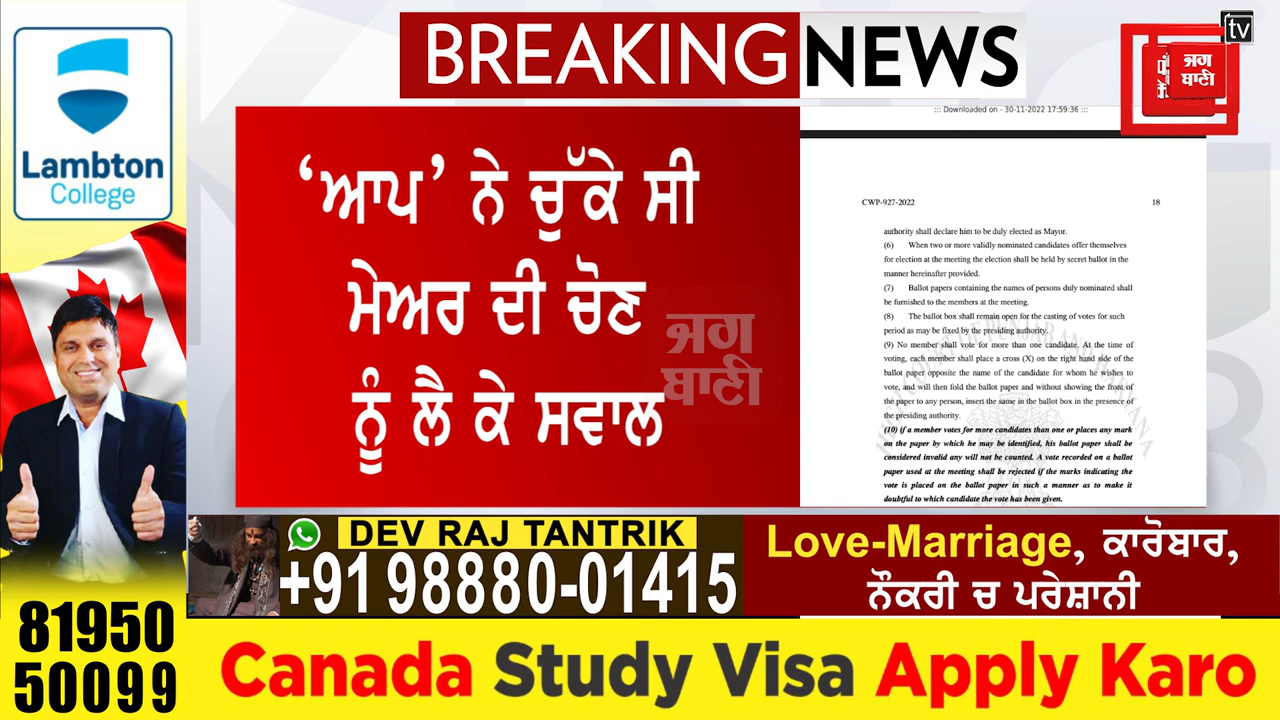 BREAKING NEWS
tv
ਜਗ
ਬਾਣੀ
Lambton
College
‘ਆਪ’ ਨੇ ਚੁੱਕੇ ਸੀ
ਮੇਅਰ ਦੀ ਚੋਣ
ਨੂੰ ਲੈ ਕੇ ਸਵਾਲ
ਜਗ
ਬਾਣੀ
::: Downloaded on - 30-11-2022 17:59:36 :::
CWP-927-2022 18
authority shall declare him to be duly elected as Mayor.
(6) When two or more validly nominated candidates offer themselves
for election at the meeting the election shall be held by secret ballot in the
manner hereinafter provided.
(7) Ballot papers containing the names of persons duly nominated shall
be furnished to the members at the meeting.
(8) The ballot box shall remain open for the casting of votes for such
period as may be fixed by the presiding authority.
(9) No member shall vote for more than one candidate. At the time of
voting, each member shall place a cross (X) on the right hand side of the
ballot paper opposite the name of the candidate for whom he wishes to
vote, and will then fold the ballot paper and without showing the front of
the paper to any person, insert the same in the ballot box in the presence of
the presiding authority.
(10) if a member votes for more candidates than one or places any mark
on the paper by which he may be identified, his ballot paper shall be
considered invalid any will not be counted. A vote recorded on a ballot
paper used at the meeting shall be rejected if the marks indicating the
vote is placed on the ballot paper in such a manner as to make it
doubtful to which candidate the vote has been given.
DEV RAJ TANTRIK
+91 98880-01415
Love-Marriage, ਕਾਰੋਬਾਰ,
ਨੌਕਰੀ ਚ ਪਰੇਸ਼ਾਨੀ
81950
50099
Canada Study Visa Apply Karo